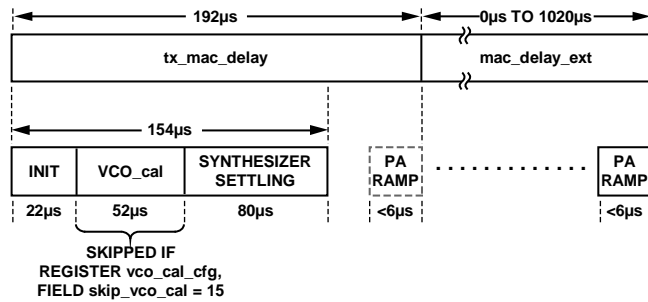 192µs
0µs TO 1020µs
tx_mac_delay
mac_delay_ext
154µs
INIT
VCO_cal
SYNTHESIZER
SETTLING
PA
RAMP
PA
RAMP
22µs
52µs
80µs
<6µs
<6µs
SKIPPED IF
REGISTER vco_cal_cfg,
FIELD skip_vco_cal = 15